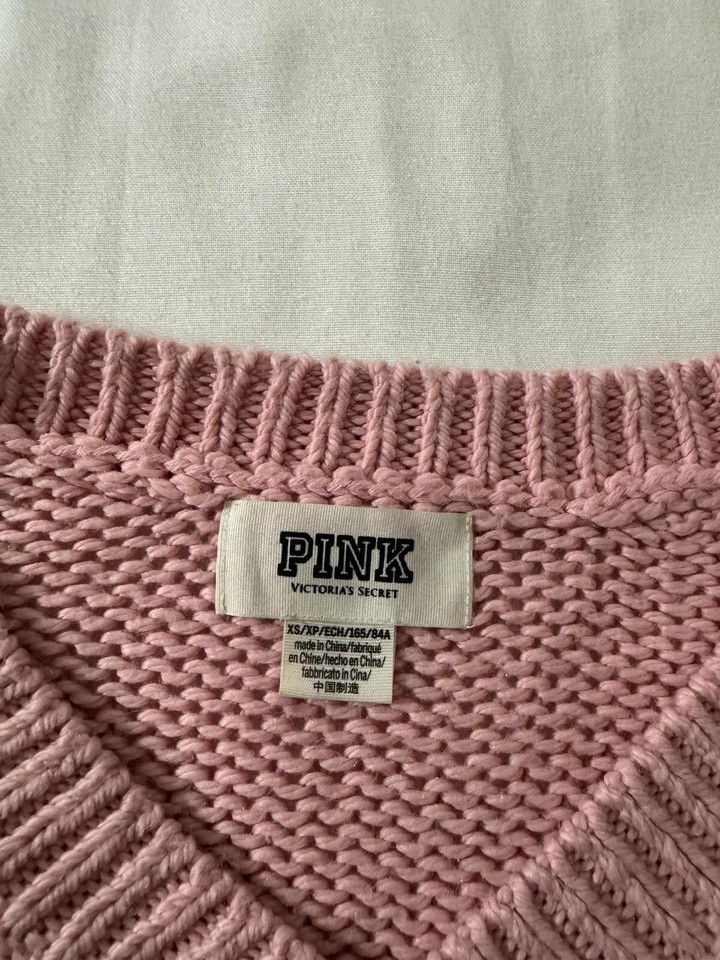 PINK
VICTORIA'S SECRET
XS/XP/ECH/165/84A
made in China/fabriqué
en Chine/hecho en China/
fabbricato in Cina/
中国制造